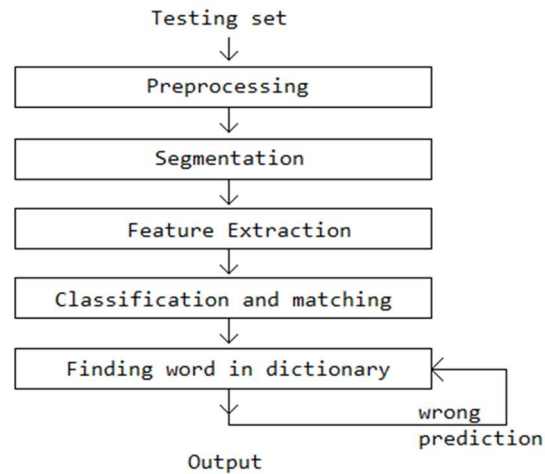 Testing set
Preprocessing
Segmentation
Feature Extraction
Classification and matching
Finding word in dictionary
wrong
prediction
Output